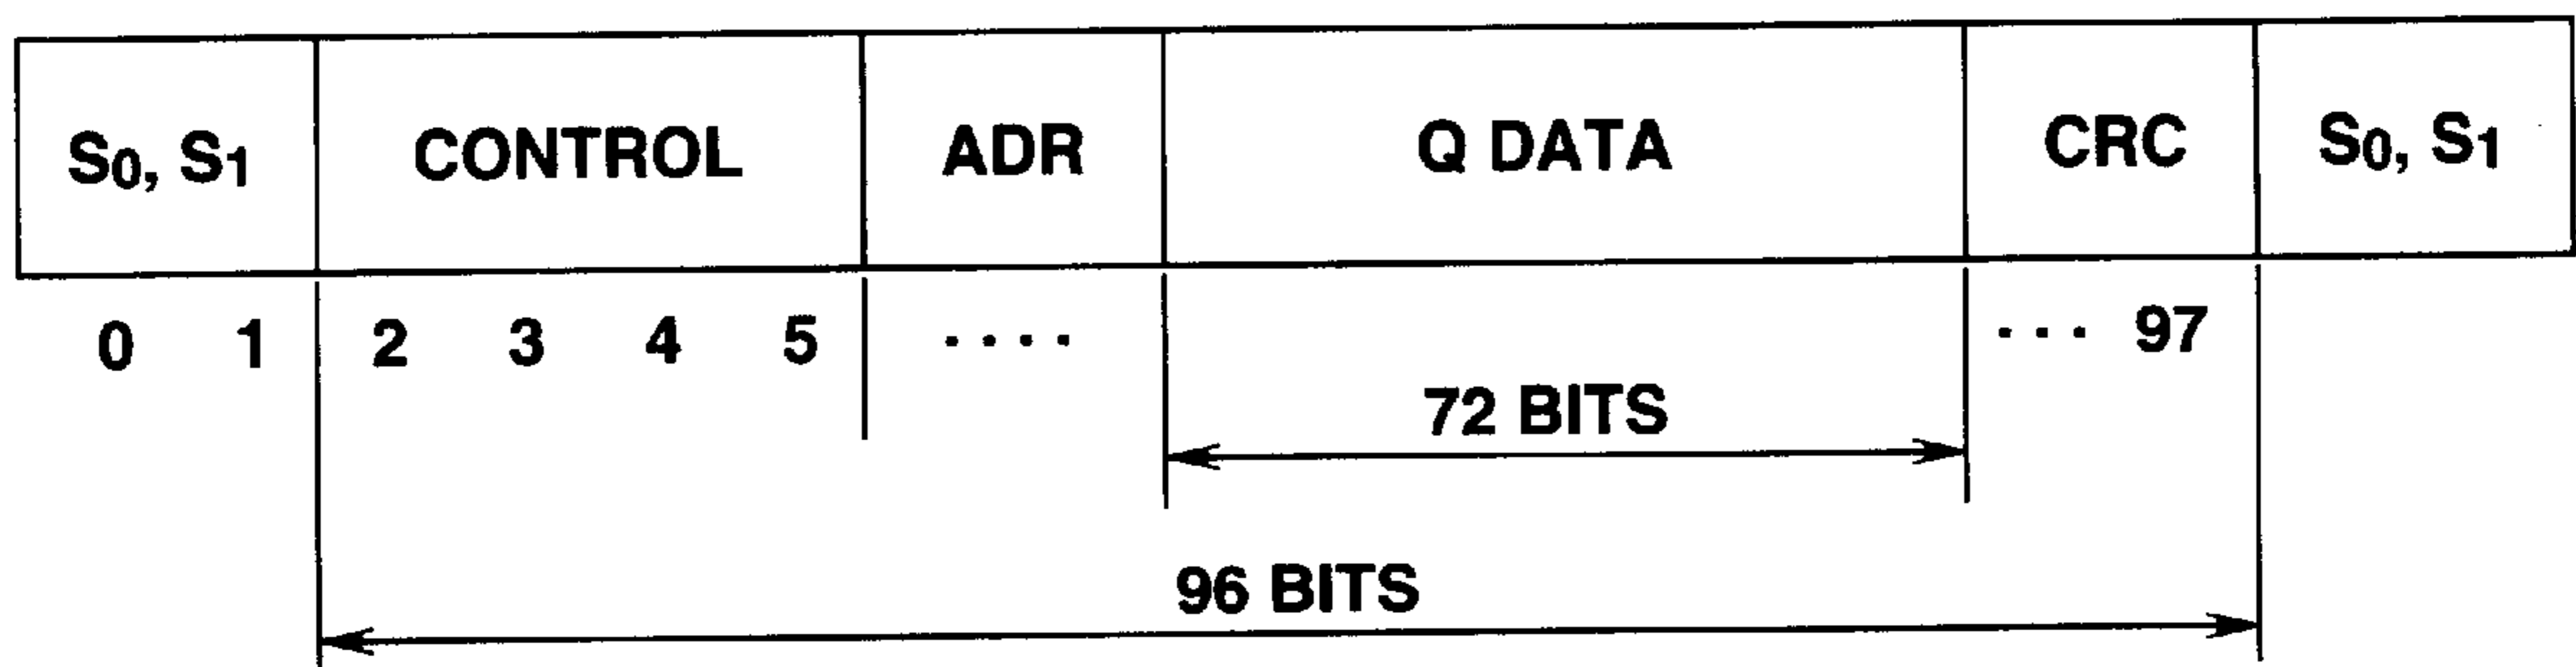 S0, S1 CONTROL ADR Q DATA CRC S0, S1
0 1 2 3 4 5 ···· ··· 97
72 BITS
96 BITS